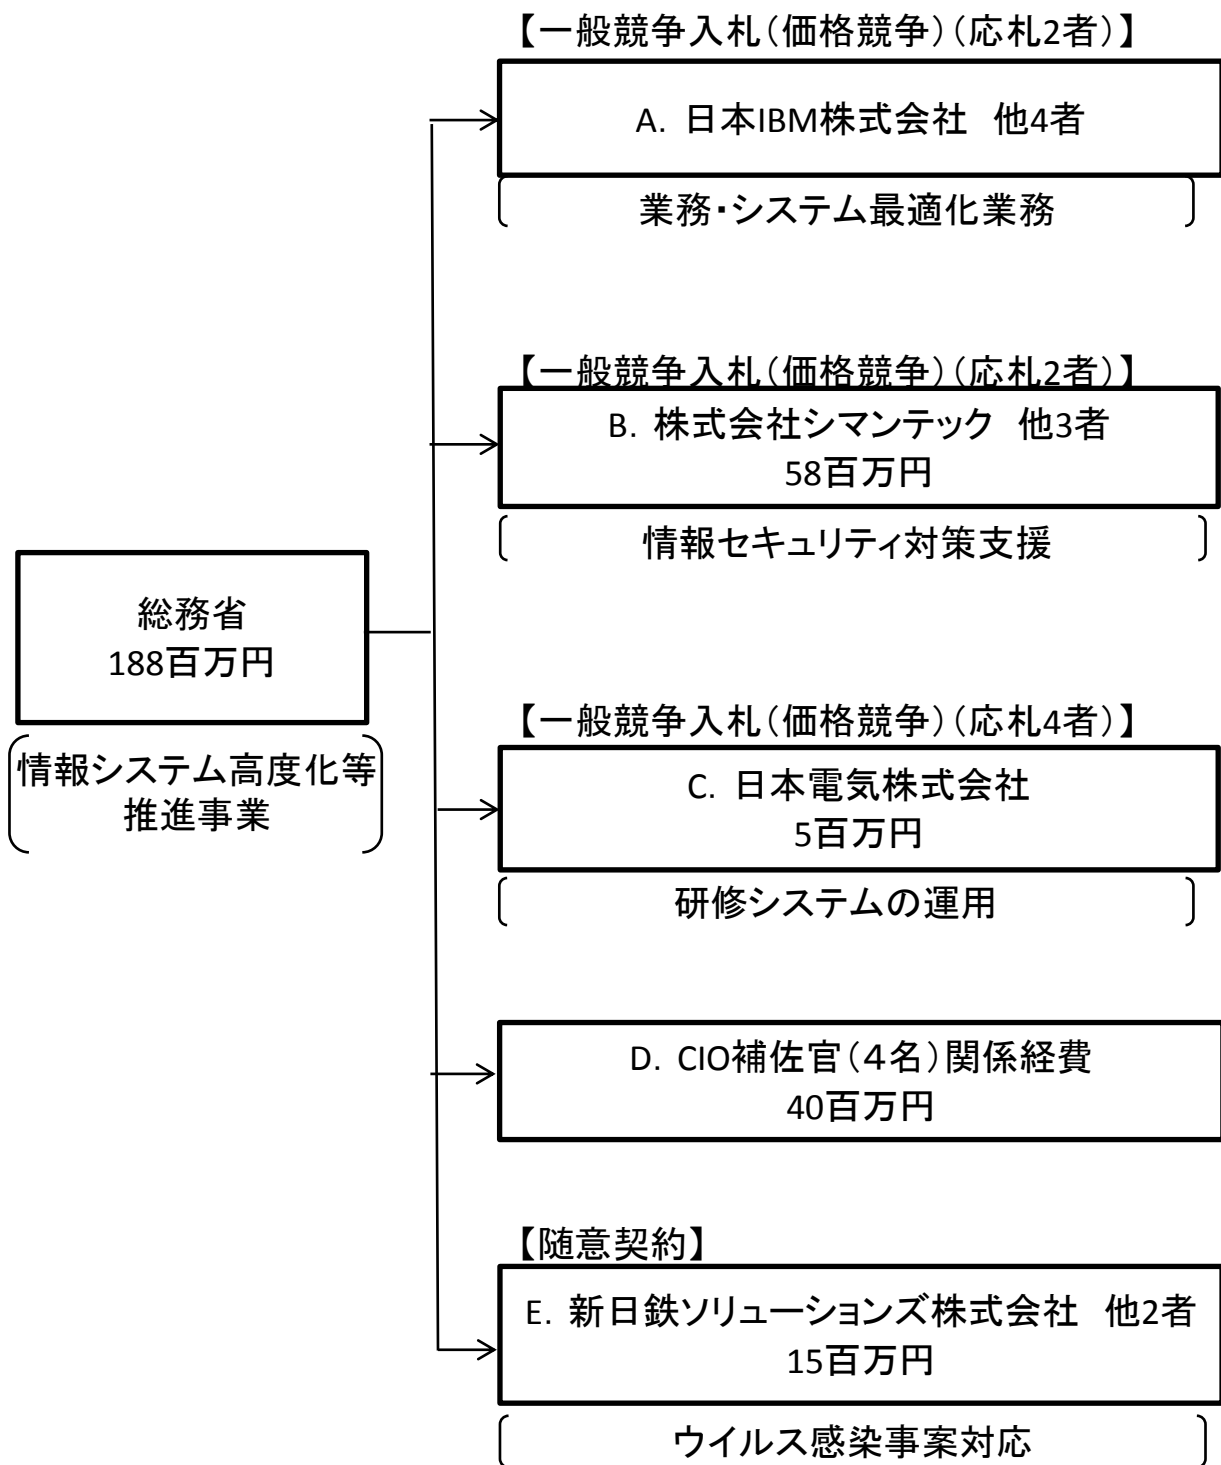 【一般競争入札（価格競争）（応札2者）】
A. 日本IBM株式会社　他4者
業務・システム最適化業務
【一般競争入札（価格競争）（応札2者）】
B. 株式会社シマンテック　他3者
58百万円
情報セキュリティ対策支援
総務省
188百万円
情報システム高度化等
推進事業
【一般競争入札（価格競争）（応札4者）】
C. 日本電気株式会社
5百万円
研修システムの運用
D. CIO補佐官（４名）関係経費
40百万円
【随意契約】
E. 新日鉄ソリューションズ株式会社　他2者
15百万円
ウイルス感染事案対応